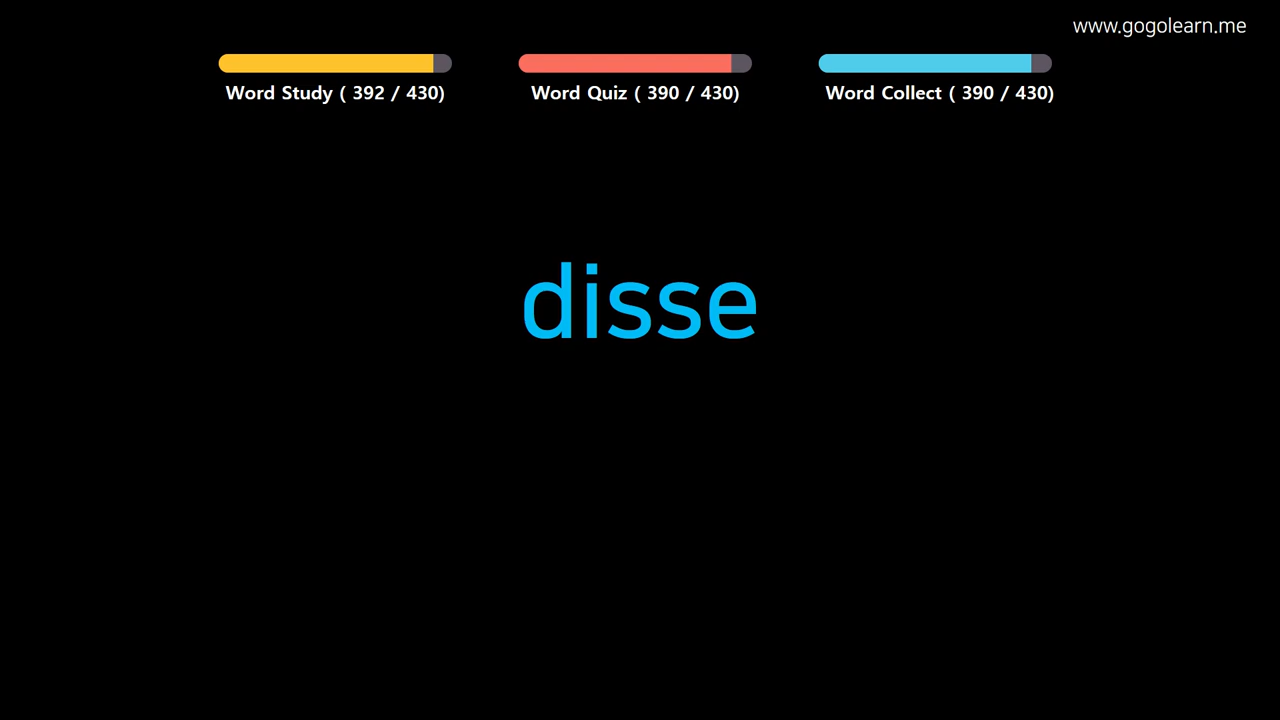 www.gogolearn.me
Word Study ( 392 / 430)
Word Quiz ( 390 / 430)
Word Collect ( 390 / 430)
disse